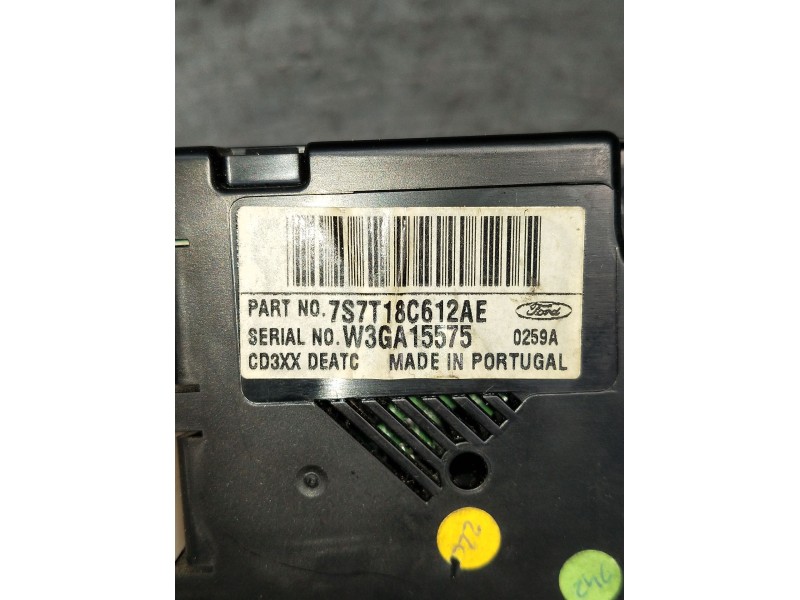 PART NO. 7S7T18C612AE
Ford
SERIAL NO. W3GA15575 0259A
CD3XX DEATC MADE IN PORTUGAL